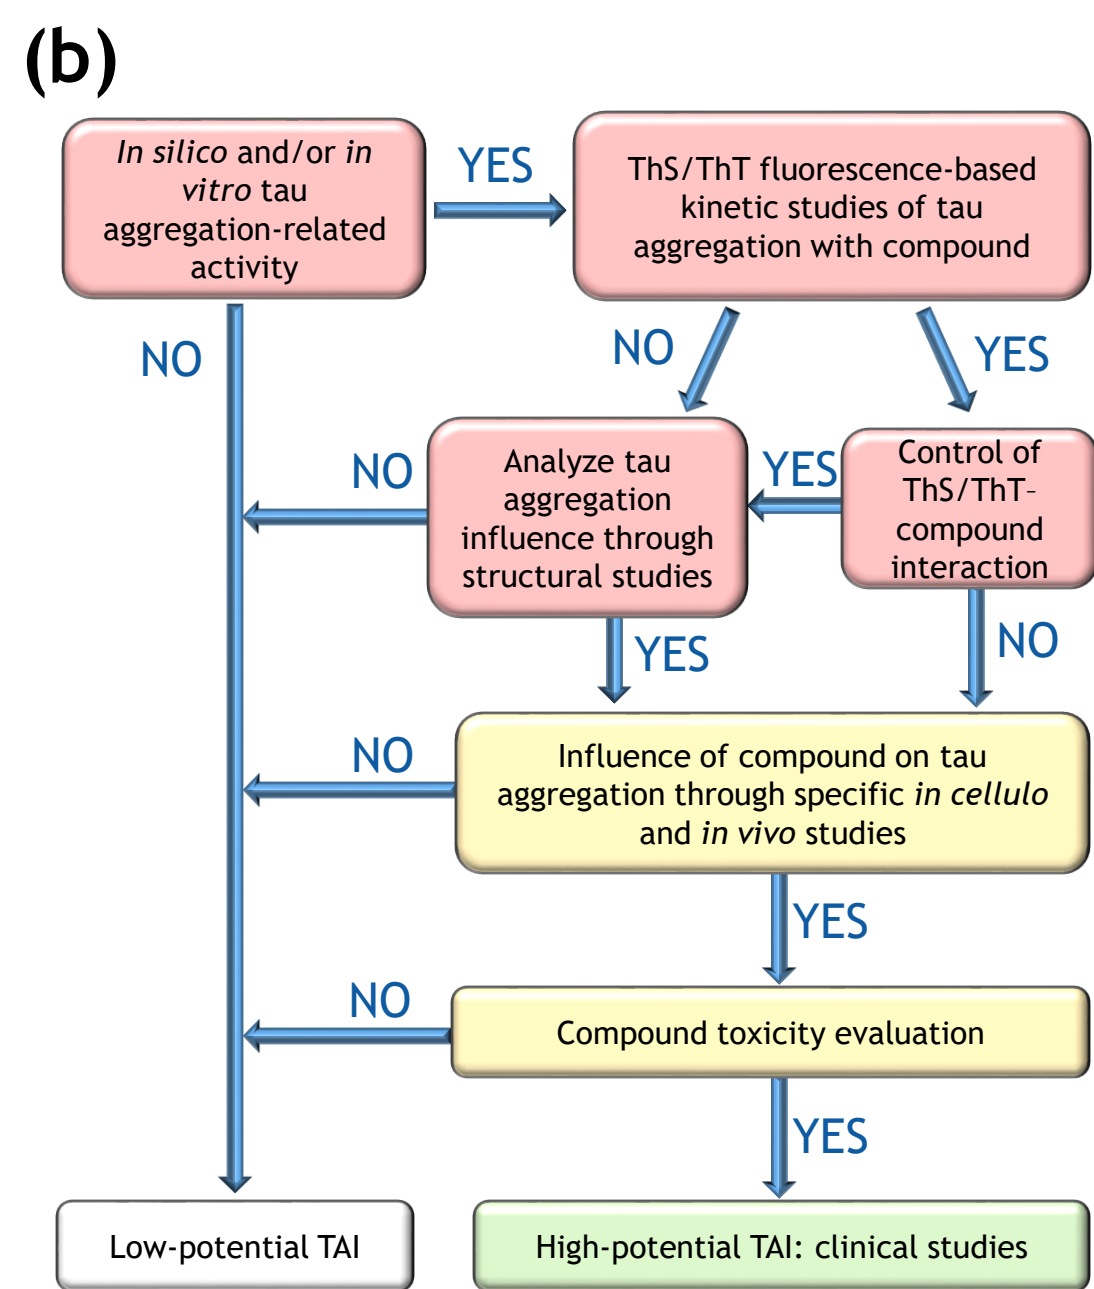 (b)
In silico and/or in
vitro tau
aggregation-related
activity
YES
ThS/ThT fluorescence-based
kinetic studies of tau
aggregation with compound
NO
NO
YES
Analyze tau
aggregation
influence through
structural studies
NO
YES
Control of
ThS/ThT–
compound
interaction
YES
NO
Influence of compound on tau
aggregation through specific in cellulo
and in vivo studies
NO
YES
Compound toxicity evaluation
NO
YES
Low-potential TAI
High-potential TAI: clinical studies